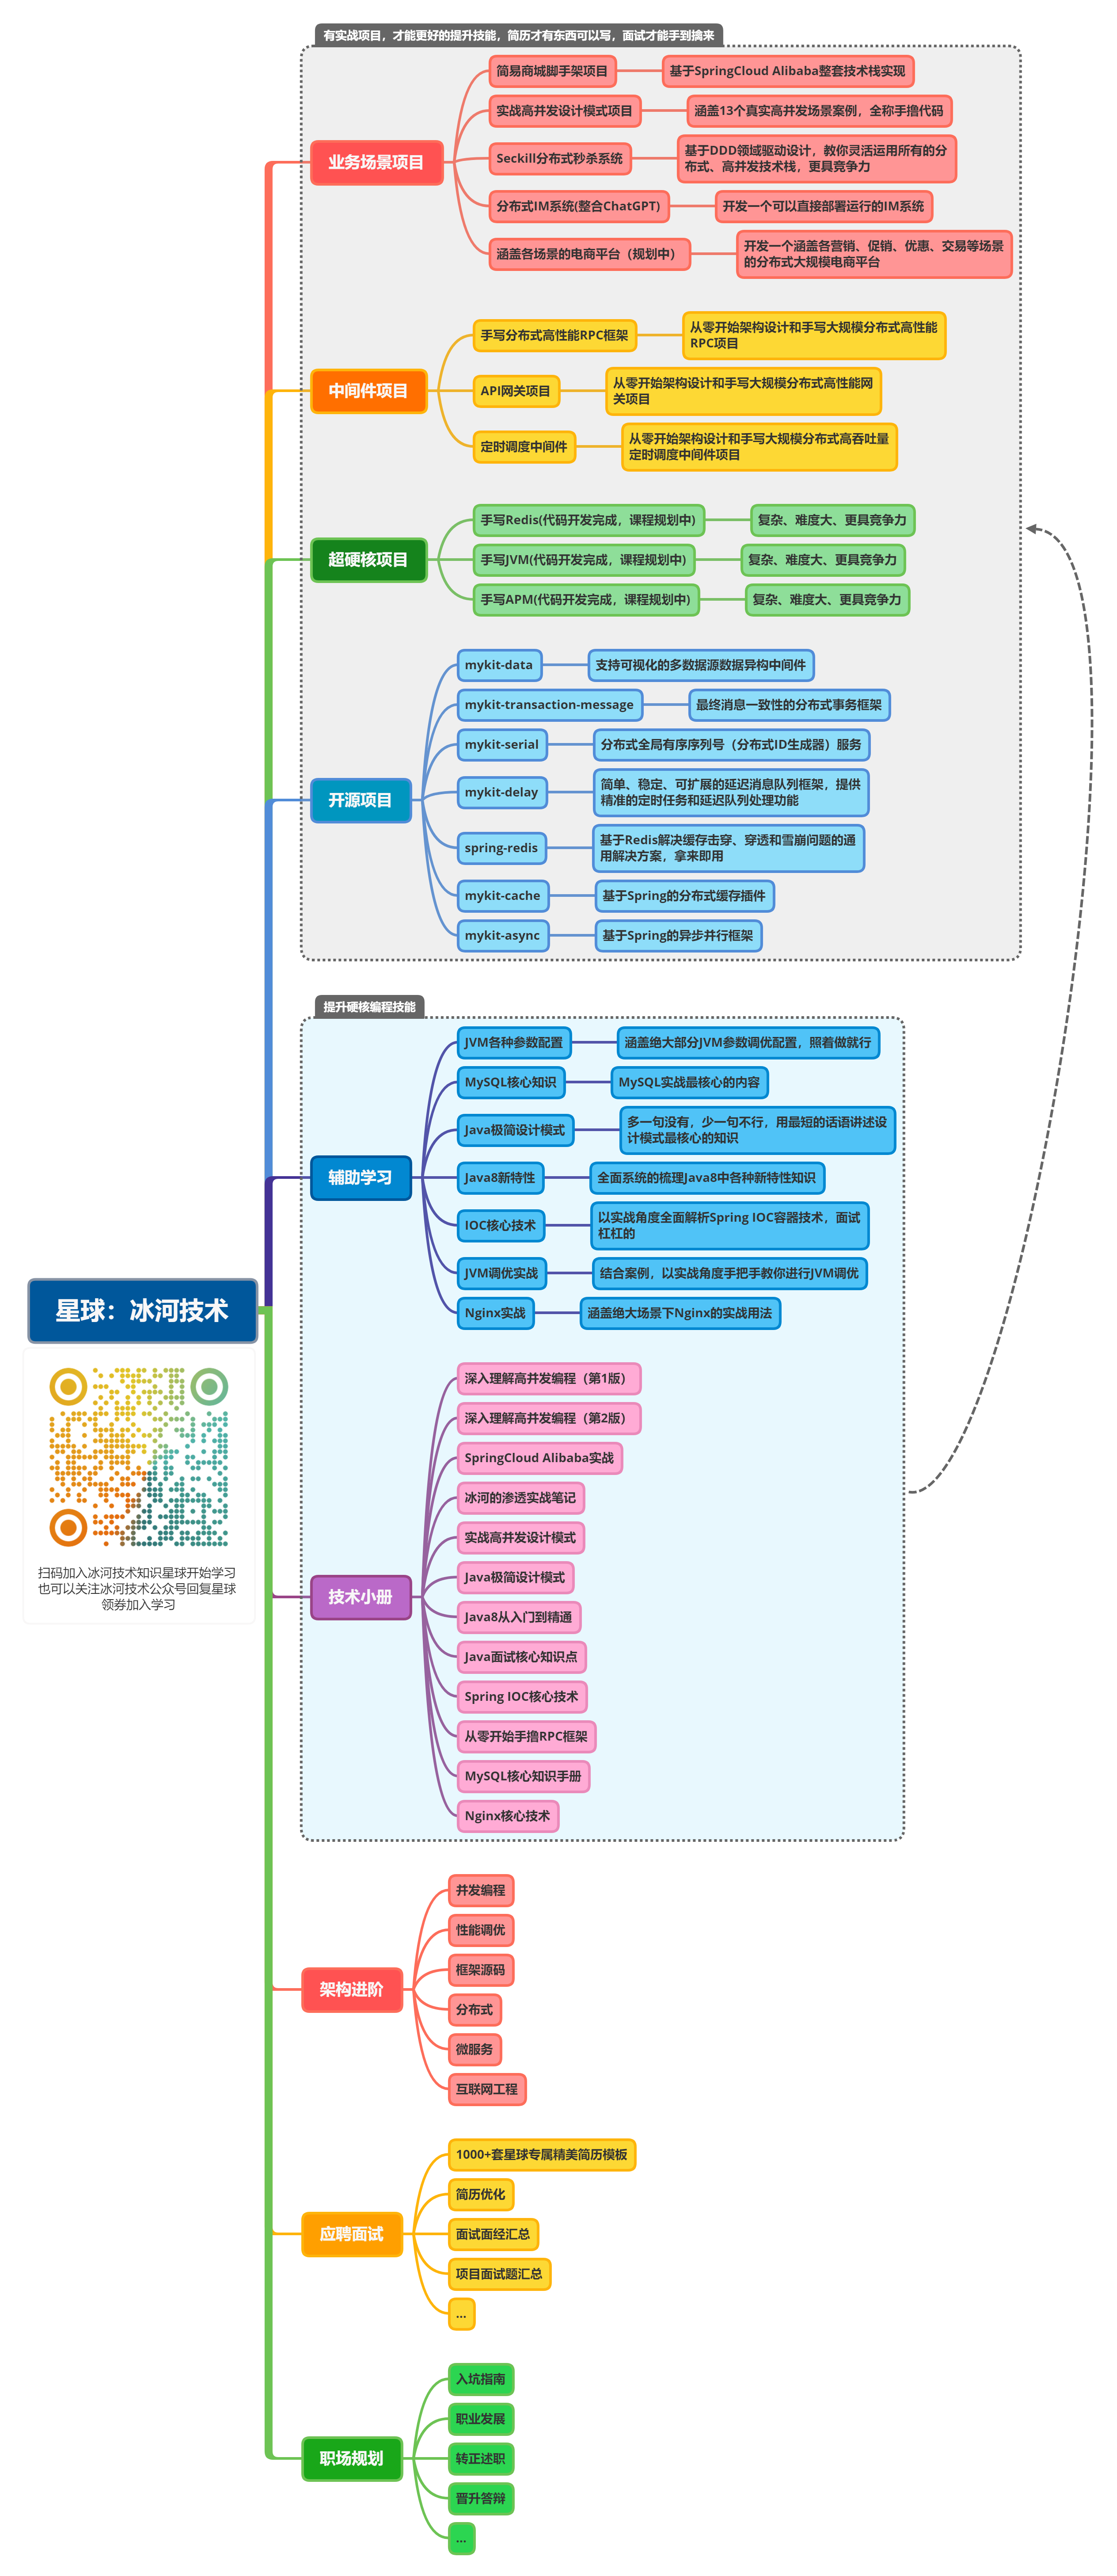 有实战项目，才能更好的提升技能，简历才有东西可以写，面试才能手到擒来
业务场景项目
简易商城脚手架项目
基于SpringCloud Alibaba整套技术栈实现
实战高并发设计模式项目
涵盖13个真实高并发场景案例，全称手撸代码
Seckill分布式秒杀系统
基于DDD领域驱动设计，教你灵活运用所有的分
布式、高并发技术栈，更具竞争力
分布式IM系统(整合ChatGPT)
开发一个可以直接部署运行的IM系统
涵盖各场景的电商平台（规划中）
开发一个涵盖各营销、促销、优惠、交易等场景
的分布式大规模电商平台
中间件项目
手写分布式高性能RPC框架
从零开始架构设计和手写大规模分布式高性能
RPC项目
API网关项目
从零开始架构设计和手写大规模分布式高性能网
关项目
定时调度中间件
从零开始架构设计和手写大规模分布式高吞吐量
定时调度中间件项目
超硬核项目
手写Redis(代码开发完成，课程规划中)
复杂、难度大、更具竞争力
手写JVM(代码开发完成，课程规划中)
复杂、难度大、更具竞争力
手写APM(代码开发完成，课程规划中)
复杂、难度大、更具竞争力
开源项目
mykit-data
支持可视化的多数据源数据异构中间件
mykit-transaction-message
最终消息一致性的分布式事务框架
mykit-serial
分布式全局有序序列号（分布式ID生成器）服务
mykit-delay
简单、稳定、可扩展的延迟消息队列框架，提供
精准的定时任务和延迟队列处理功能
spring-redis
基于Redis解决缓存击穿、穿透和雪崩问题的通
用解决方案，拿来即用
mykit-cache
基于Spring的分布式缓存插件
mykit-async
基于Spring的异步并行框架
提升硬核编程技能
辅助学习
JVM各种参数配置
涵盖绝大部分JVM参数调优配置，照着做就行
MySQL核心知识
MySQL实战最核心的内容
Java极简设计模式
多一句没有，少一句不行，用最短的话语讲述设
计模式最核心的知识
Java8新特性
全面系统的梳理Java8中各种新特性知识
IOC核心技术
以实战角度全面解析Spring IOC容器技术，面试
杠杠的
JVM调优实战
结合案例，以实战角度手把手教你进行JVM调优
Nginx实战
涵盖绝大场景下Nginx的实战用法
星球：冰河技术
扫码加入冰河技术知识星球开始学习
也可以关注冰河技术公众号回复星球
领券加入学习
技术小册
深入理解高并发编程（第1版）
深入理解高并发编程（第2版）
SpringCloud Alibaba实战
冰河的渗透实战笔记
实战高并发设计模式
Java极简设计模式
Java8从入门到精通
Java面试核心知识点
Spring IOC核心技术
从零开始手撸RPC框架
MySQL核心知识手册
Nginx核心技术
架构进阶
并发编程
性能调优
框架源码
分布式
微服务
互联网工程
应聘面试
1000+套星球专属精美简历模板
简历优化
面试面经汇总
项目面试题汇总
...
职场规划
入坑指南
职业发展
转正述职
晋升答辩
...